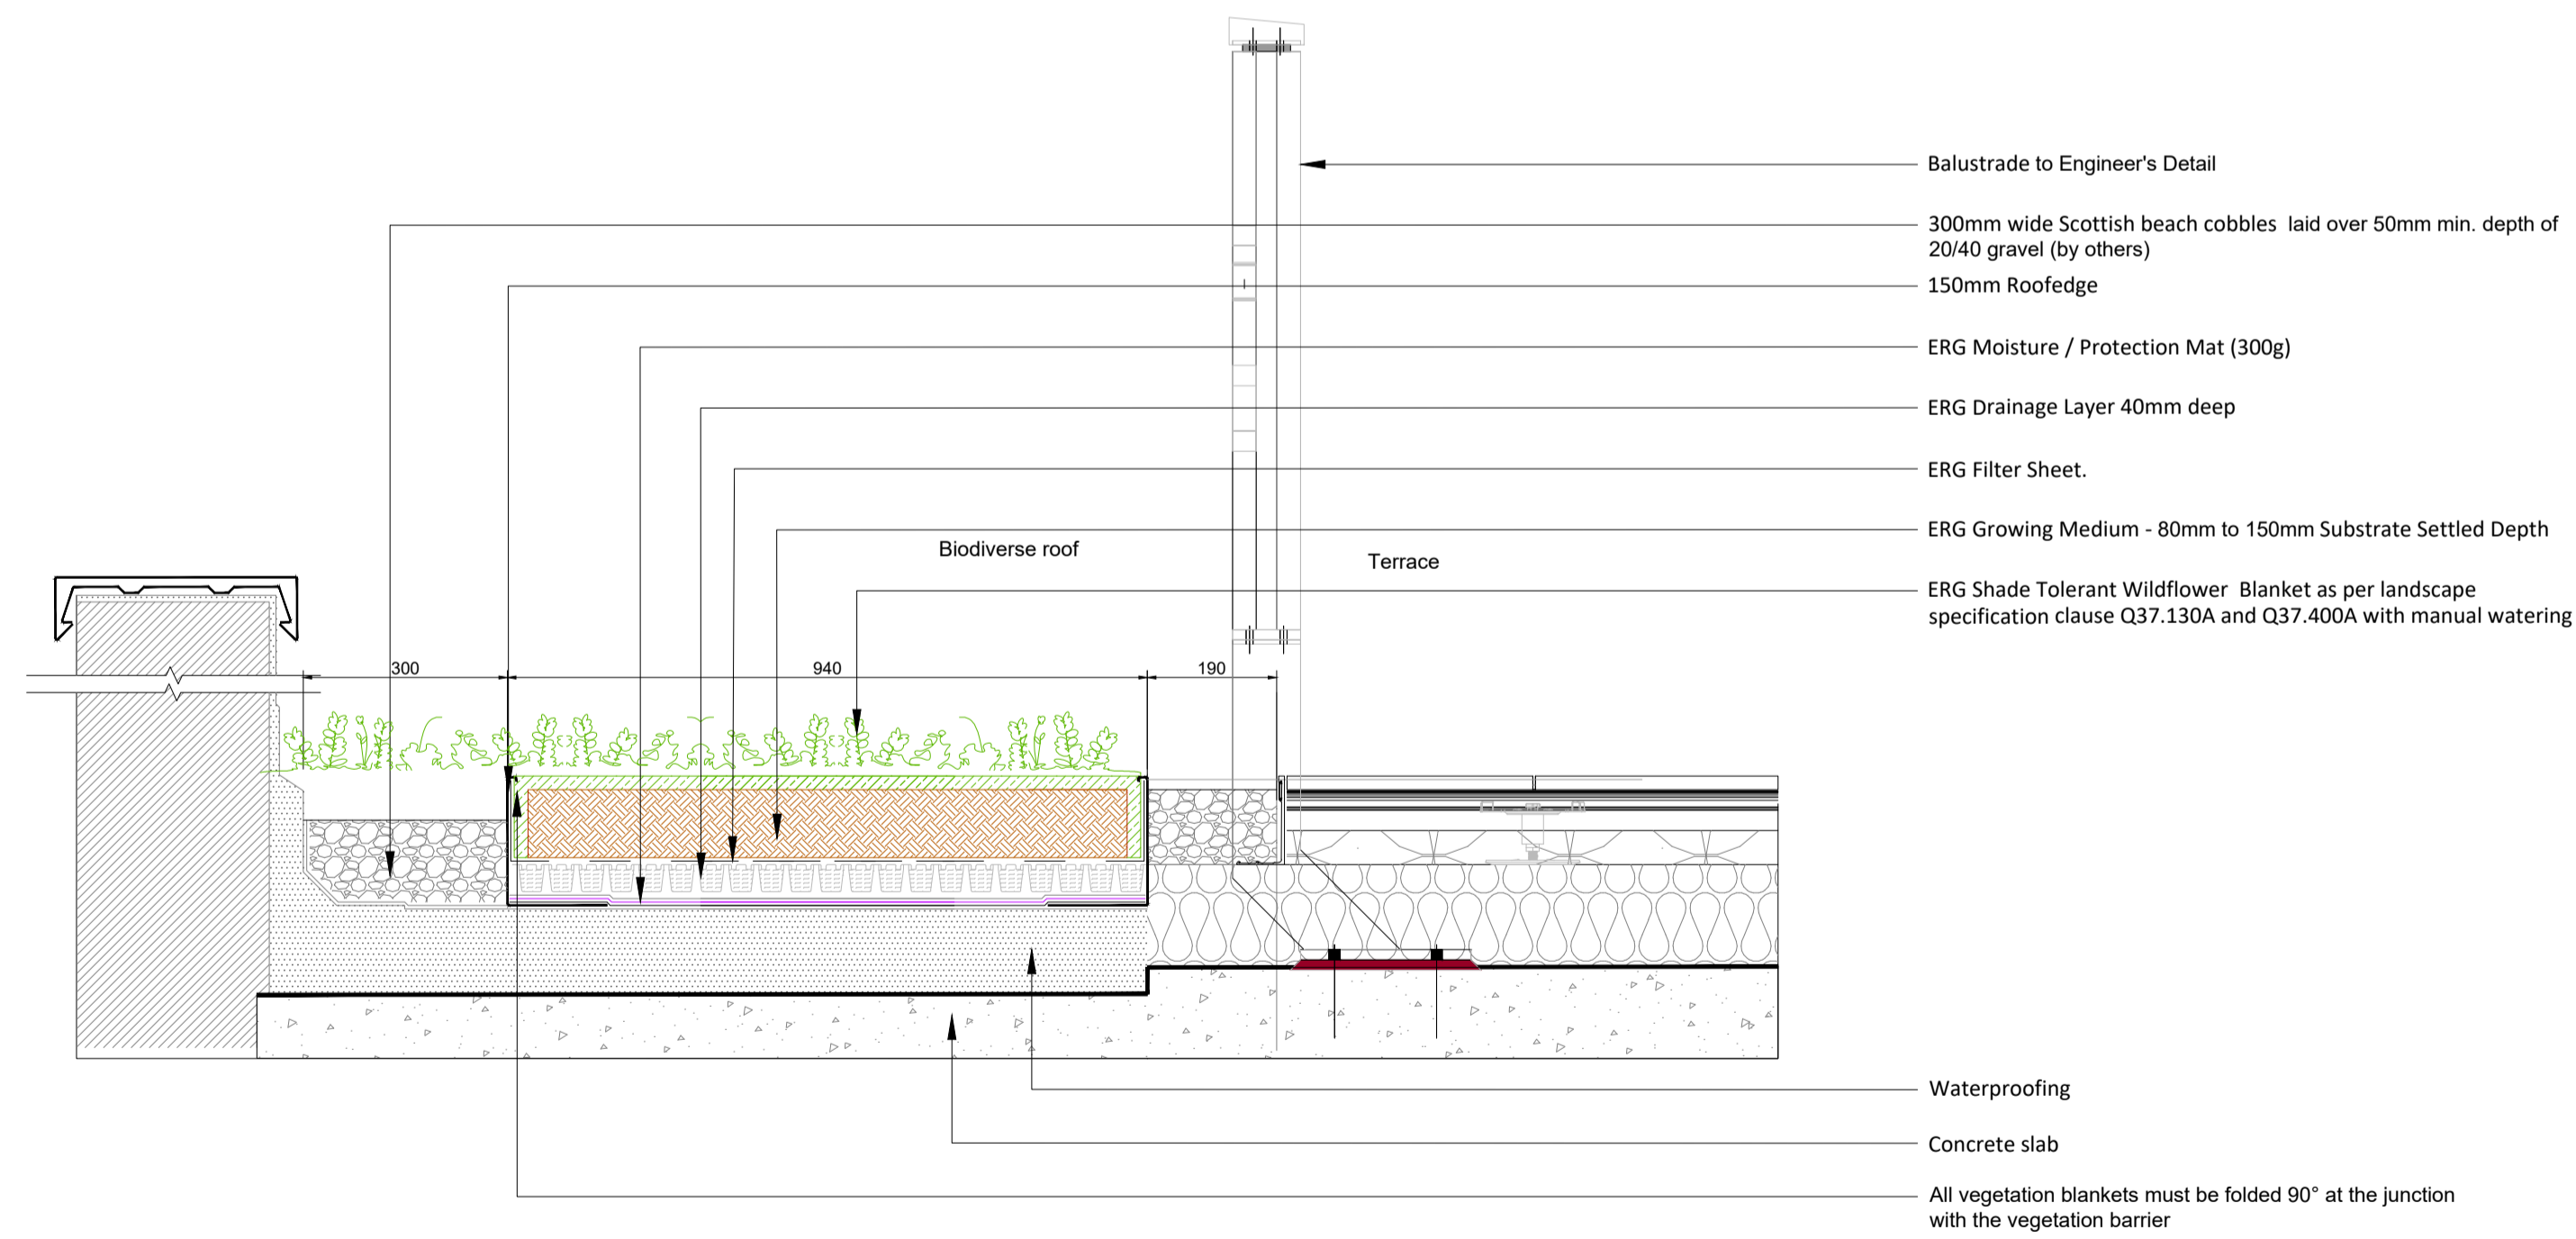 Balustrade to Engineer's Detail
300mm wide Scottish beach cobbles laid over 50mm min. depth of
20/40 gravel (by others)
150mm Roofedge
ERG Moisture / Protection Mat (300g)
ERG Drainage Layer 40mm deep
ERG Filter Sheet.
ERG Growing Medium - 80mm to 150mm Substrate Settled Depth
Biodiverse roof
Terrace
ERG Shade Tolerant Wildflower Blanket as per landscape
specification clause Q37.130A and Q37.400A with manual watering
300
940
190
Waterproofing
Concrete slab
All vegetation blankets must be folded 90° at the junction
with the vegetation barrier